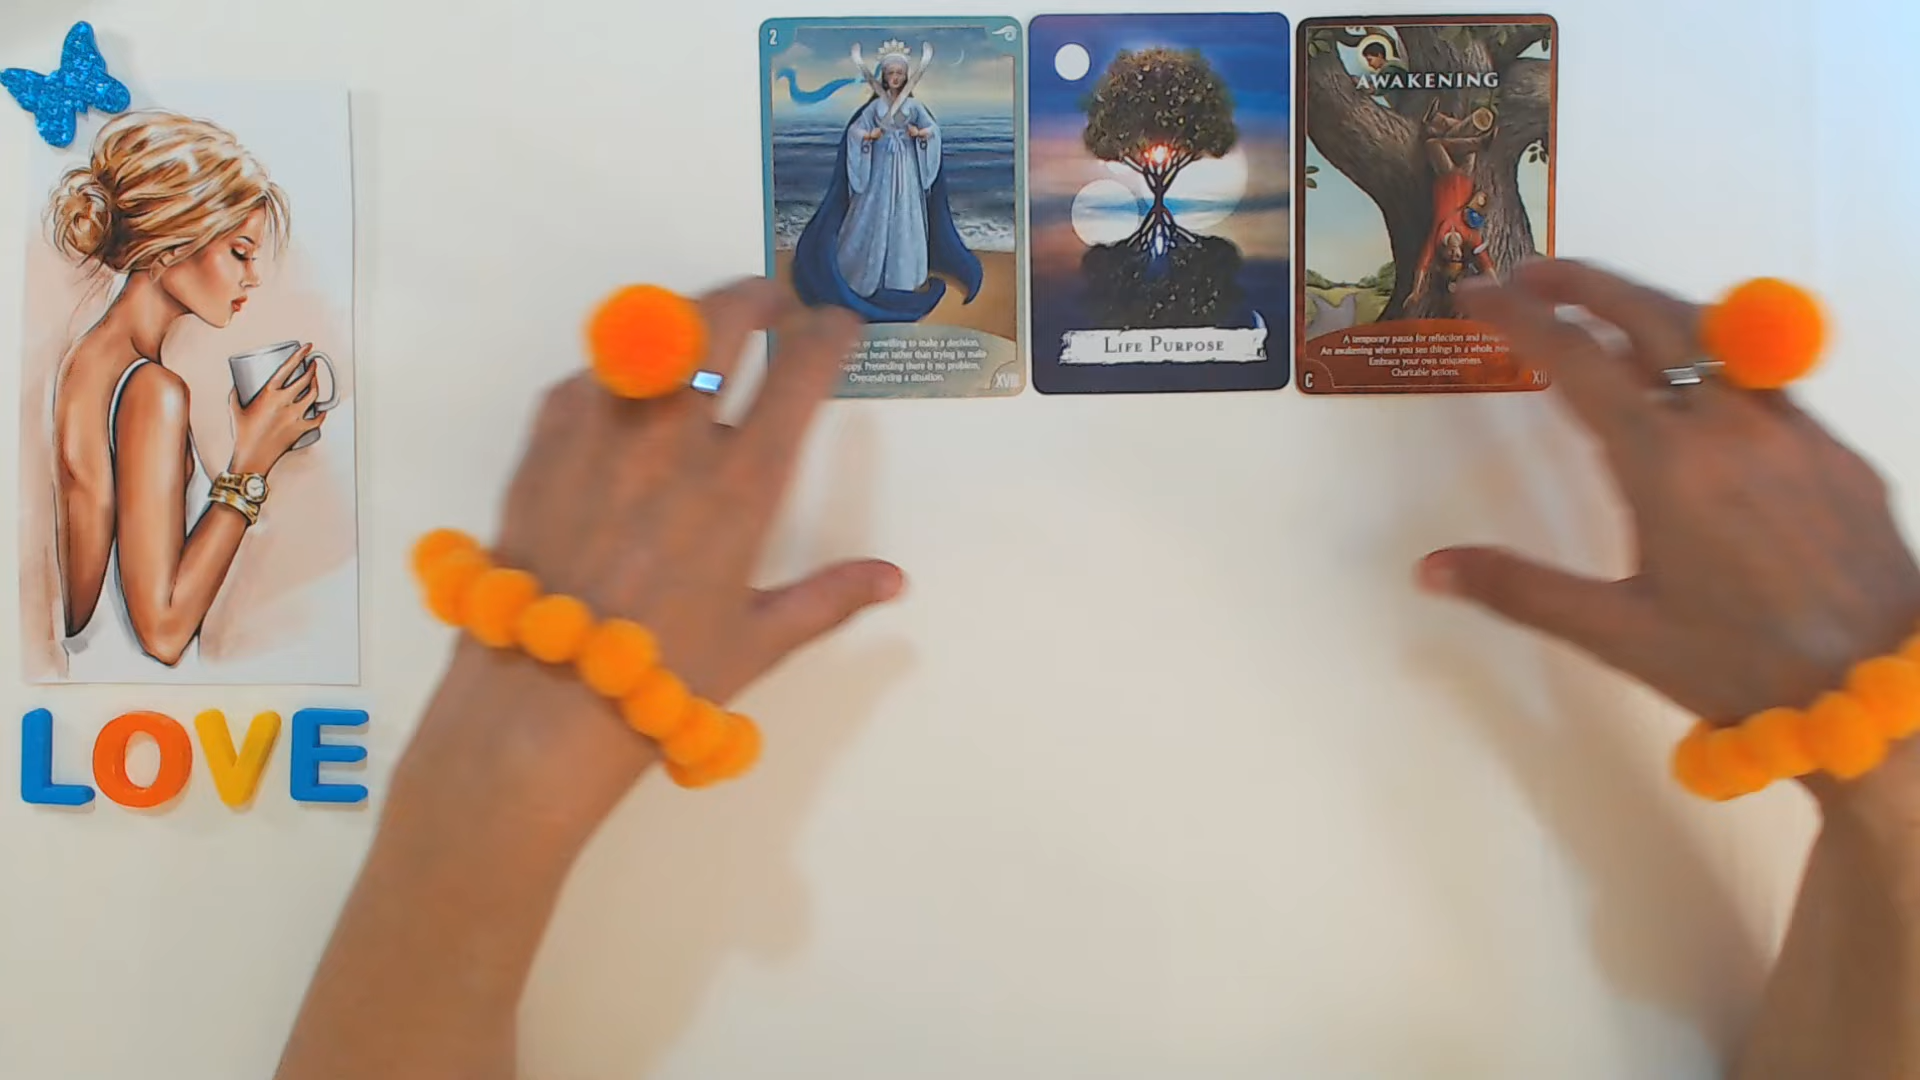 2
or unwilling to make a decision.
own heart rather than trying to make
happy. Pretending there is no problem.
Overanalyzing a situation.
XVIII
LIFE PURPOSE
AWAKENING
A temporary pause for reflection and
An awakening where you see things in a whole new
Embrace your own uniqueness.
Charitable actions.
C
XII
LOVE